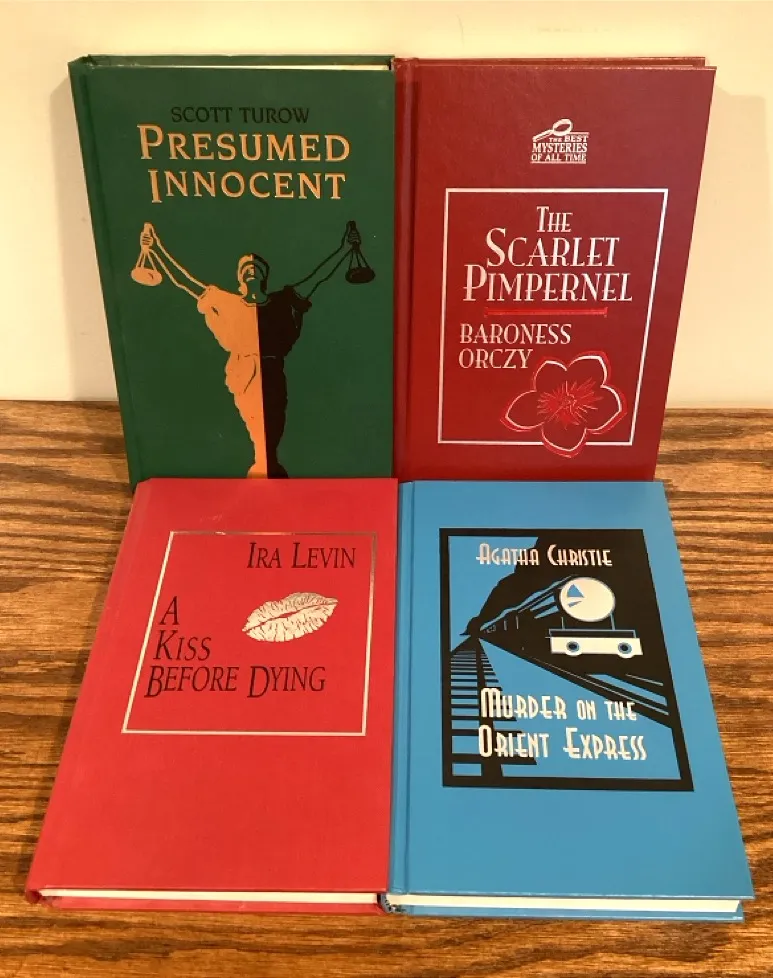 SCOTT TUROW
PRESUMED
INNOCENT
THE BEST
MYSTERIES
OF ALL TIME
THE
SCARLET
PIMPERNEL
BARONESS
ORCZY
IRA LEVIN
A
KISS
BEFORE DYING
AGATHA CHRISTIE
MURDER ON THE
ORIENT EXPRESS